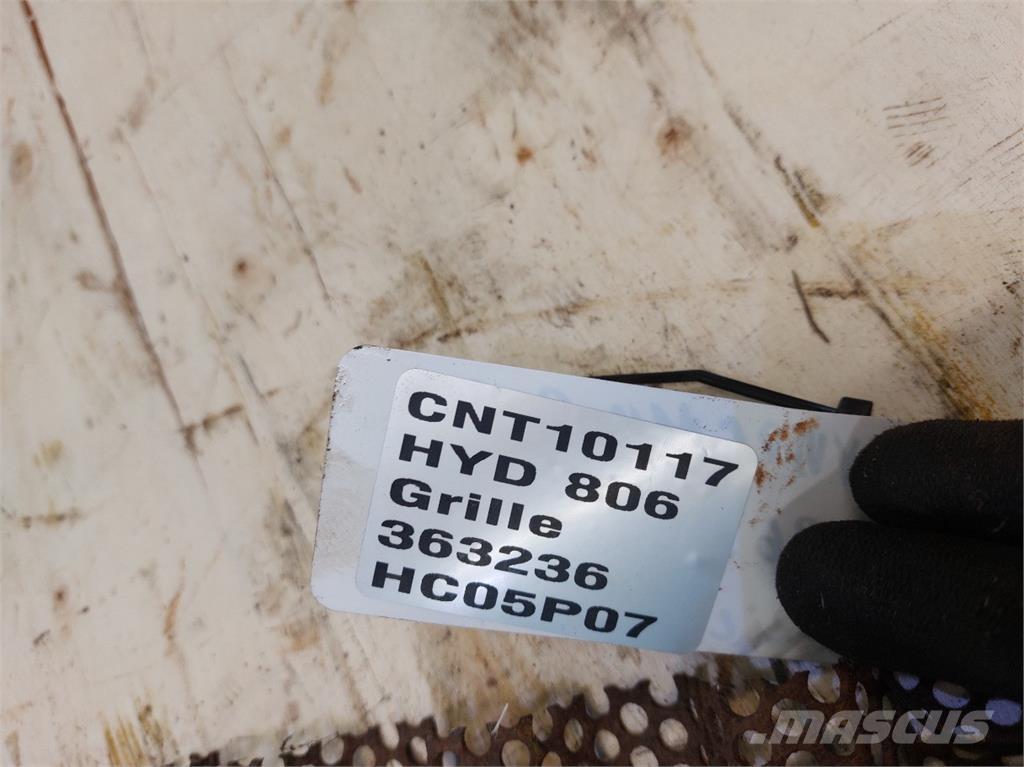 CNT10117
HYD 806
Grille
363236
HC05P07
MASCUS